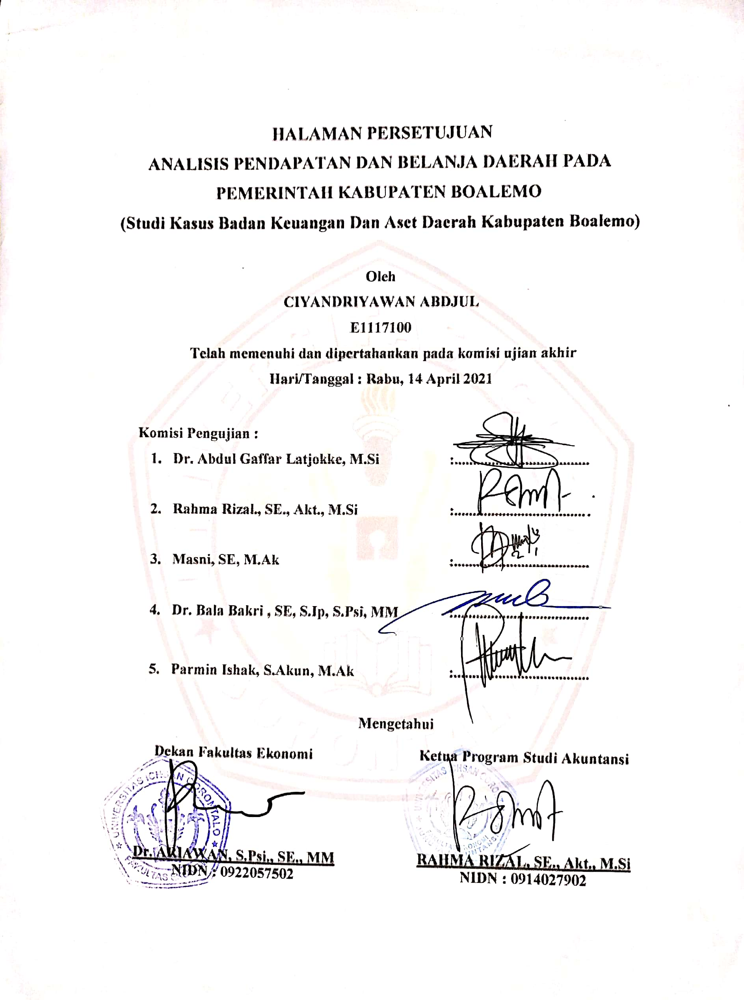 HALAMAN PERSETUJUAN
ANALISIS PENDAPATAN DAN BELANJA DAERAH PADA
PEMERINTAH KABUPATEN BOALEMO
(Studi Kasus Badan Keuangan Dan Aset Daerah Kabupaten Boalemo)
Oleh
CIYANDRIYAWAN ABDJUL
E1117100
Telah memenuhi dan dipertahankan pada komisi ujian akhir
Hari/Tanggal : Rabu, 14 April 2021
Komisi Pengujian :
1. Dr. Abdul Gaffar Latjokke, M.Si :
2. Rahma Rizal., SE., Akt., M.Si :
3. Masni, SE, M.Ak :
4. Dr. Bala Bakri , SE, S.Ip, S.Psi, MM
5. Parmin Ishak, S.Akun, M.Ak :
Mengetahui
Dekan Fakultas Ekonomi
Ketua Program Studi Akuntansi
UNIVERSITAS ICHSAN GORONTALO
FAKULTAS
UNIVERSITAS ICHSAN
Dr. ARIAWAN, S.Psi., SE., MM
NIDN : 0922057502
RAHMA RIZAL, SE., Akt., M.Si
NIDN : 0914027902